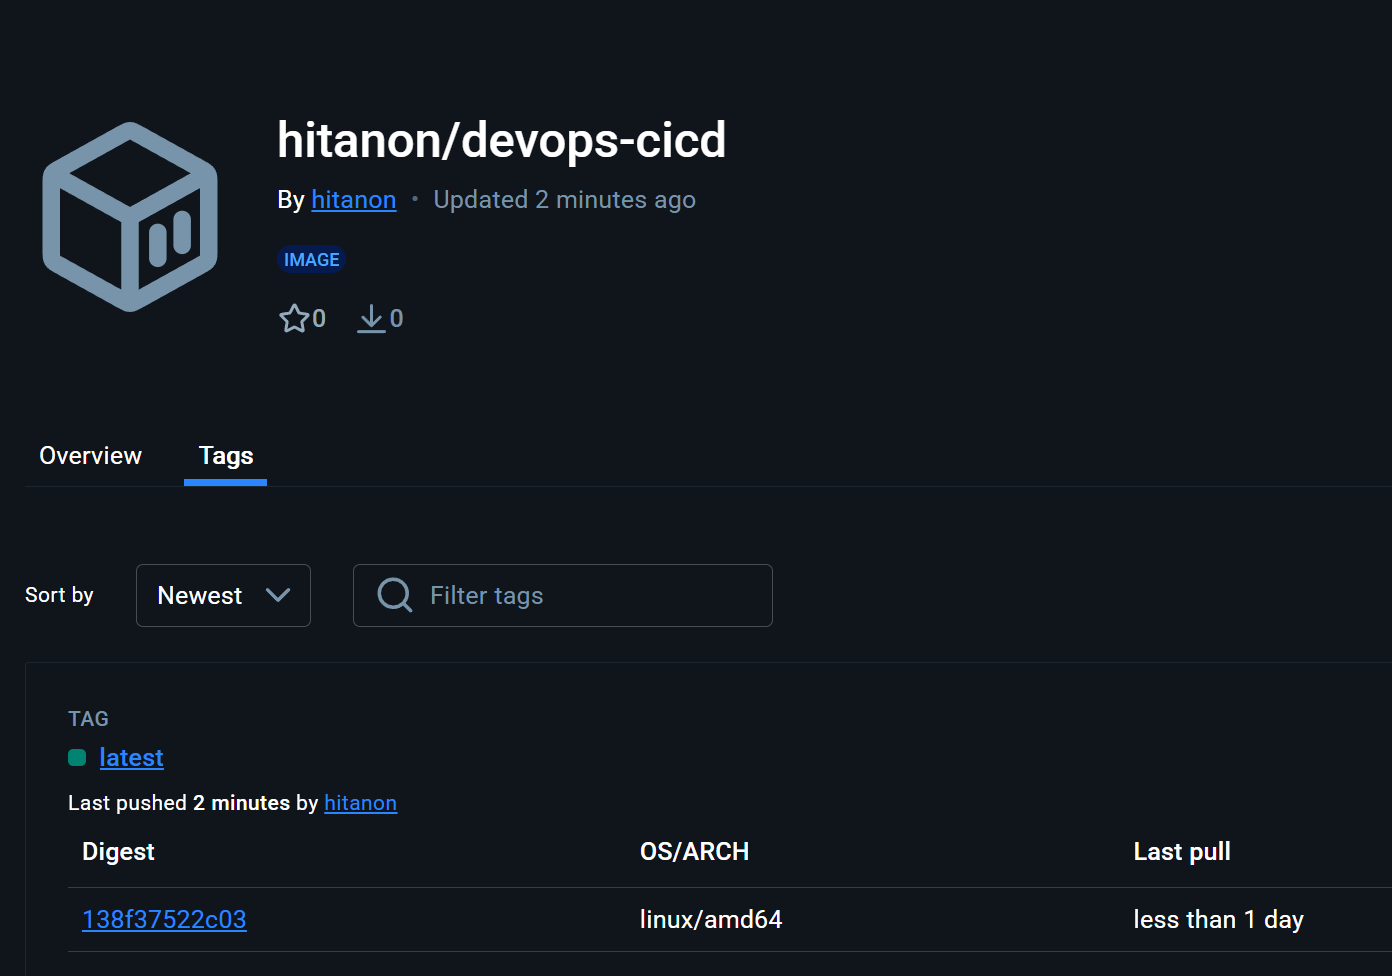 hitanon/devops-cicd
By hitanon • Updated 2 minutes ago
IMAGE
0 0
Overview Tags
Sort by Newest Filter tags
TAG
latest
Last pushed 2 minutes by hitanon
Digest OS/ARCH Last pull
138f37522c03 linux/amd64 less than 1 day